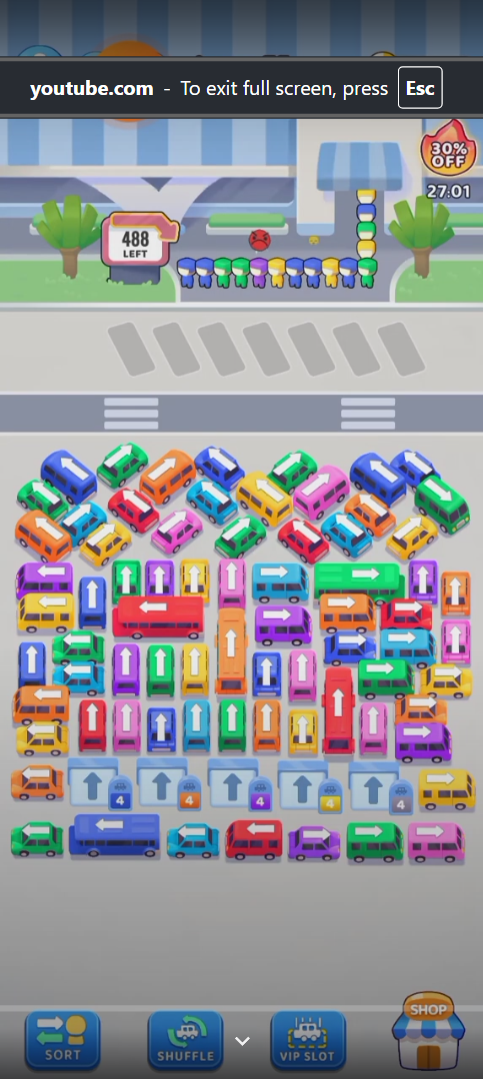 youtube.com - To exit full screen, press Esc
30%
OFF
27:01
488
LEFT
4
4
4
4
4
SORT
SHUFFLE
VIP SLOT
SHOP